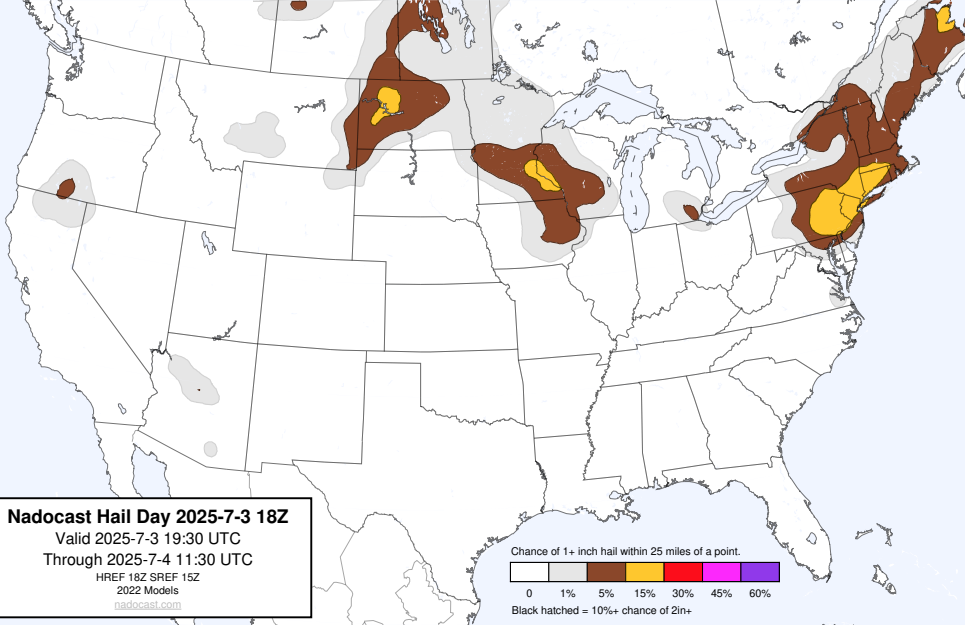 Nadocast Hail Day 2025-7-3 18Z
Valid 2025-7-3 19:30 UTC
Through 2025-7-4 11:30 UTC
HREF 18Z SREF 15Z
2022 Models
nadocast.com
Chance of 1+ inch hail within 25 miles of a point.
0 1% 5% 15% 30% 45% 60%
Black hatched = 10%+ chance of 2in+